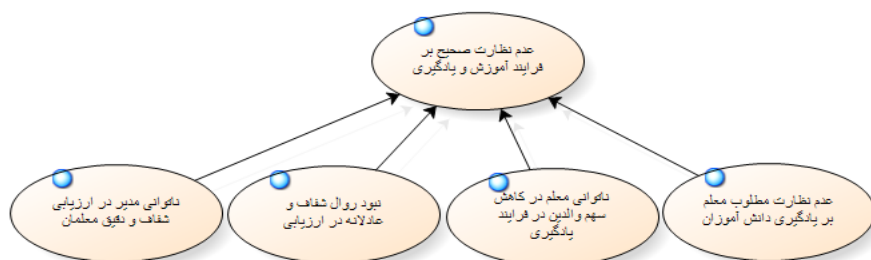 عدم نظارت صحیح بر
فرایند آموزش و یادگیری
ناتوانی مدیر در ارزیابی
شفاف و دقیق معلمان
نبود روال شفاف و
عادلانه در ارزیابی
ناتوانی معلم در کاهش
سهم والدین در فرایند
یادگیری
عدم نظارت مطلوب معلم
بر یادگیری دانش آموزان